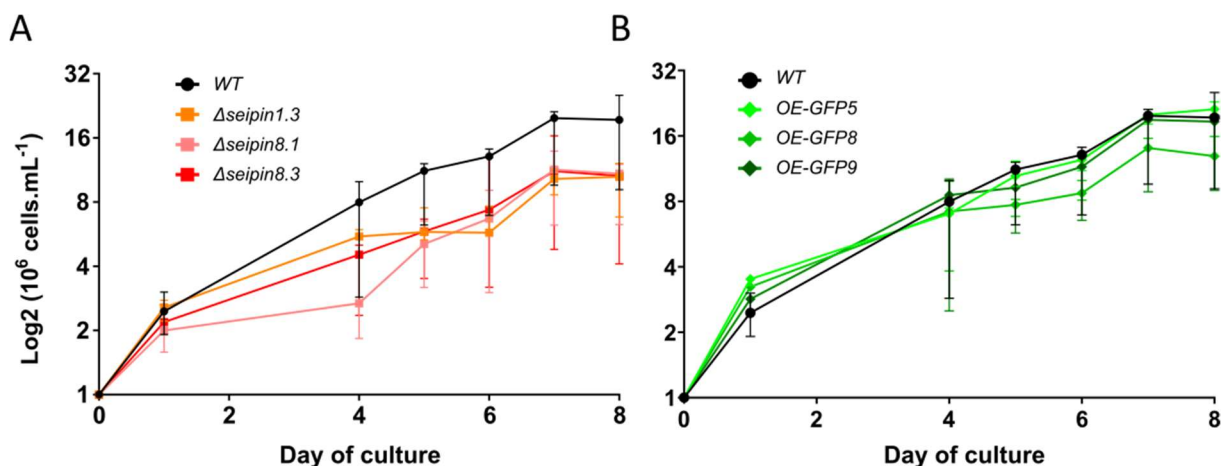 A
B
Log2 (10⁶ cells.mL⁻¹)
32
16
8
4
2
1
0
2
4
6
8
Day of culture
WT
Δseipin1.3
Δseipin8.1
Δseipin8.3
32
16
8
4
2
1
0
2
4
6
8
Day of culture
WT
OE-GFP5
OE-GFP8
OE-GFP9